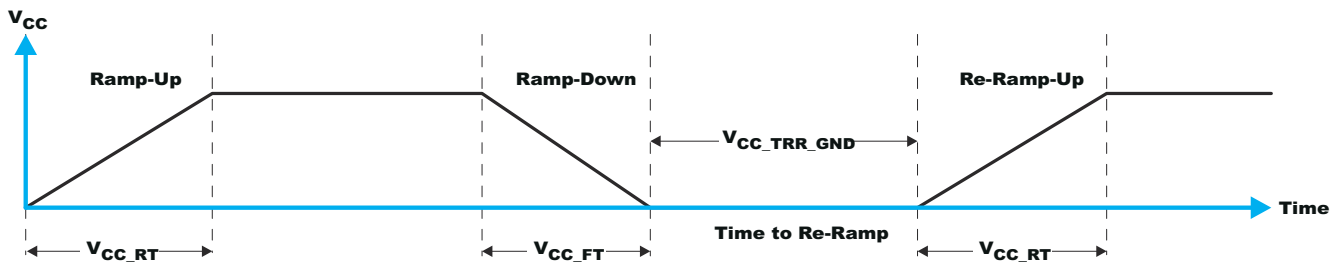 VCC
Ramp-Up
Ramp-Down
Re-Ramp-Up
VCC_TRR_GND
Time
Time to Re-Ramp
VCC_RT
VCC_FT
VCC_RT